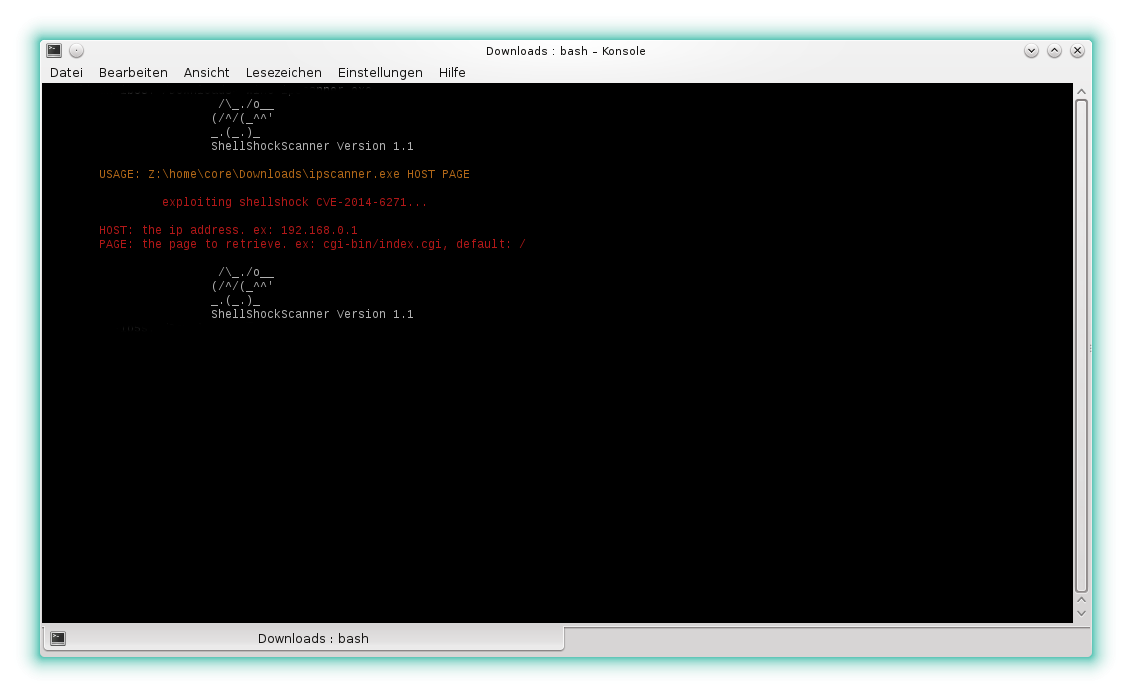 Downloads : bash – Konsole
Datei Bearbeiten Ansicht Lesezeichen Einstellungen Hilfe
/\_./o__
(/^/(_^^'
_.(_.)_
ShellShockScanner Version 1.1
USAGE: Z:\home\core\Downloads\ipscanner.exe HOST PAGE
exploiting shellshock CVE-2014-6271...
HOST: the ip address. ex: 192.168.0.1
PAGE: the page to retrieve. ex: cgi-bin/index.cgi, default: /
/\_./o__
(/^/(_^^'
_.(_.)_
ShellShockScanner Version 1.1
Downloads : bash